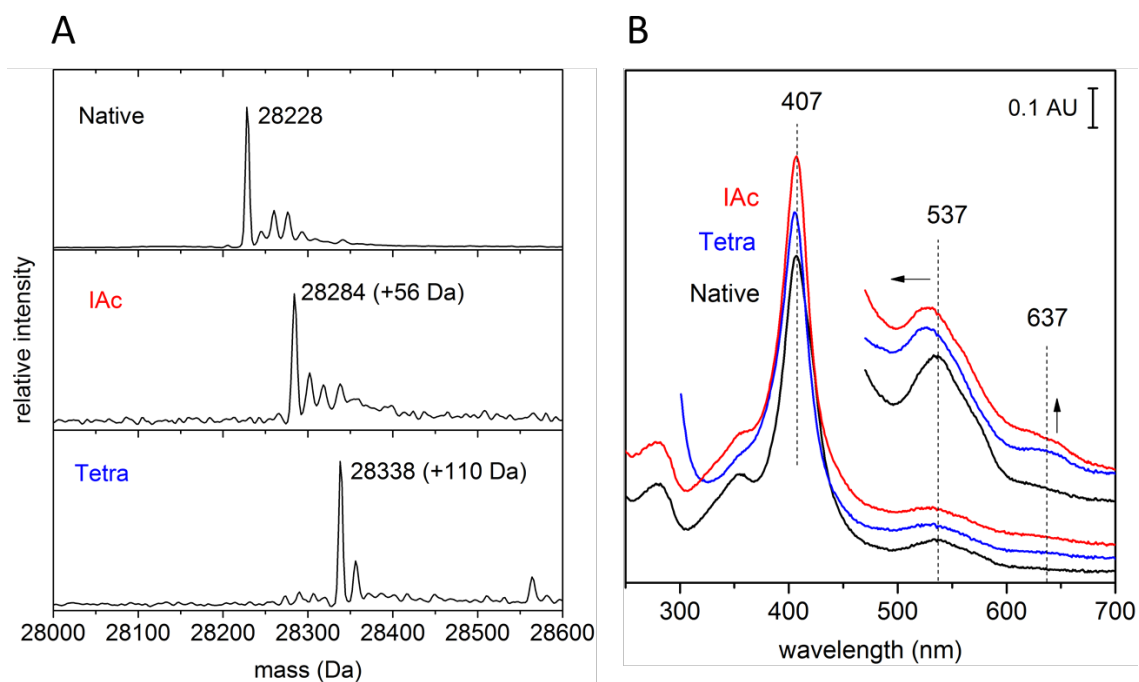 A
relative intensity
Native
28228
IAc
28284 (+56 Da)
Tetra
28338 (+110 Da)
28000 28100 28200 28300 28400 28500 28600
mass (Da)
B
407
0.1 AU
IAc
Tetra
Native
537
637
300 400 500 600 700
wavelength (nm)